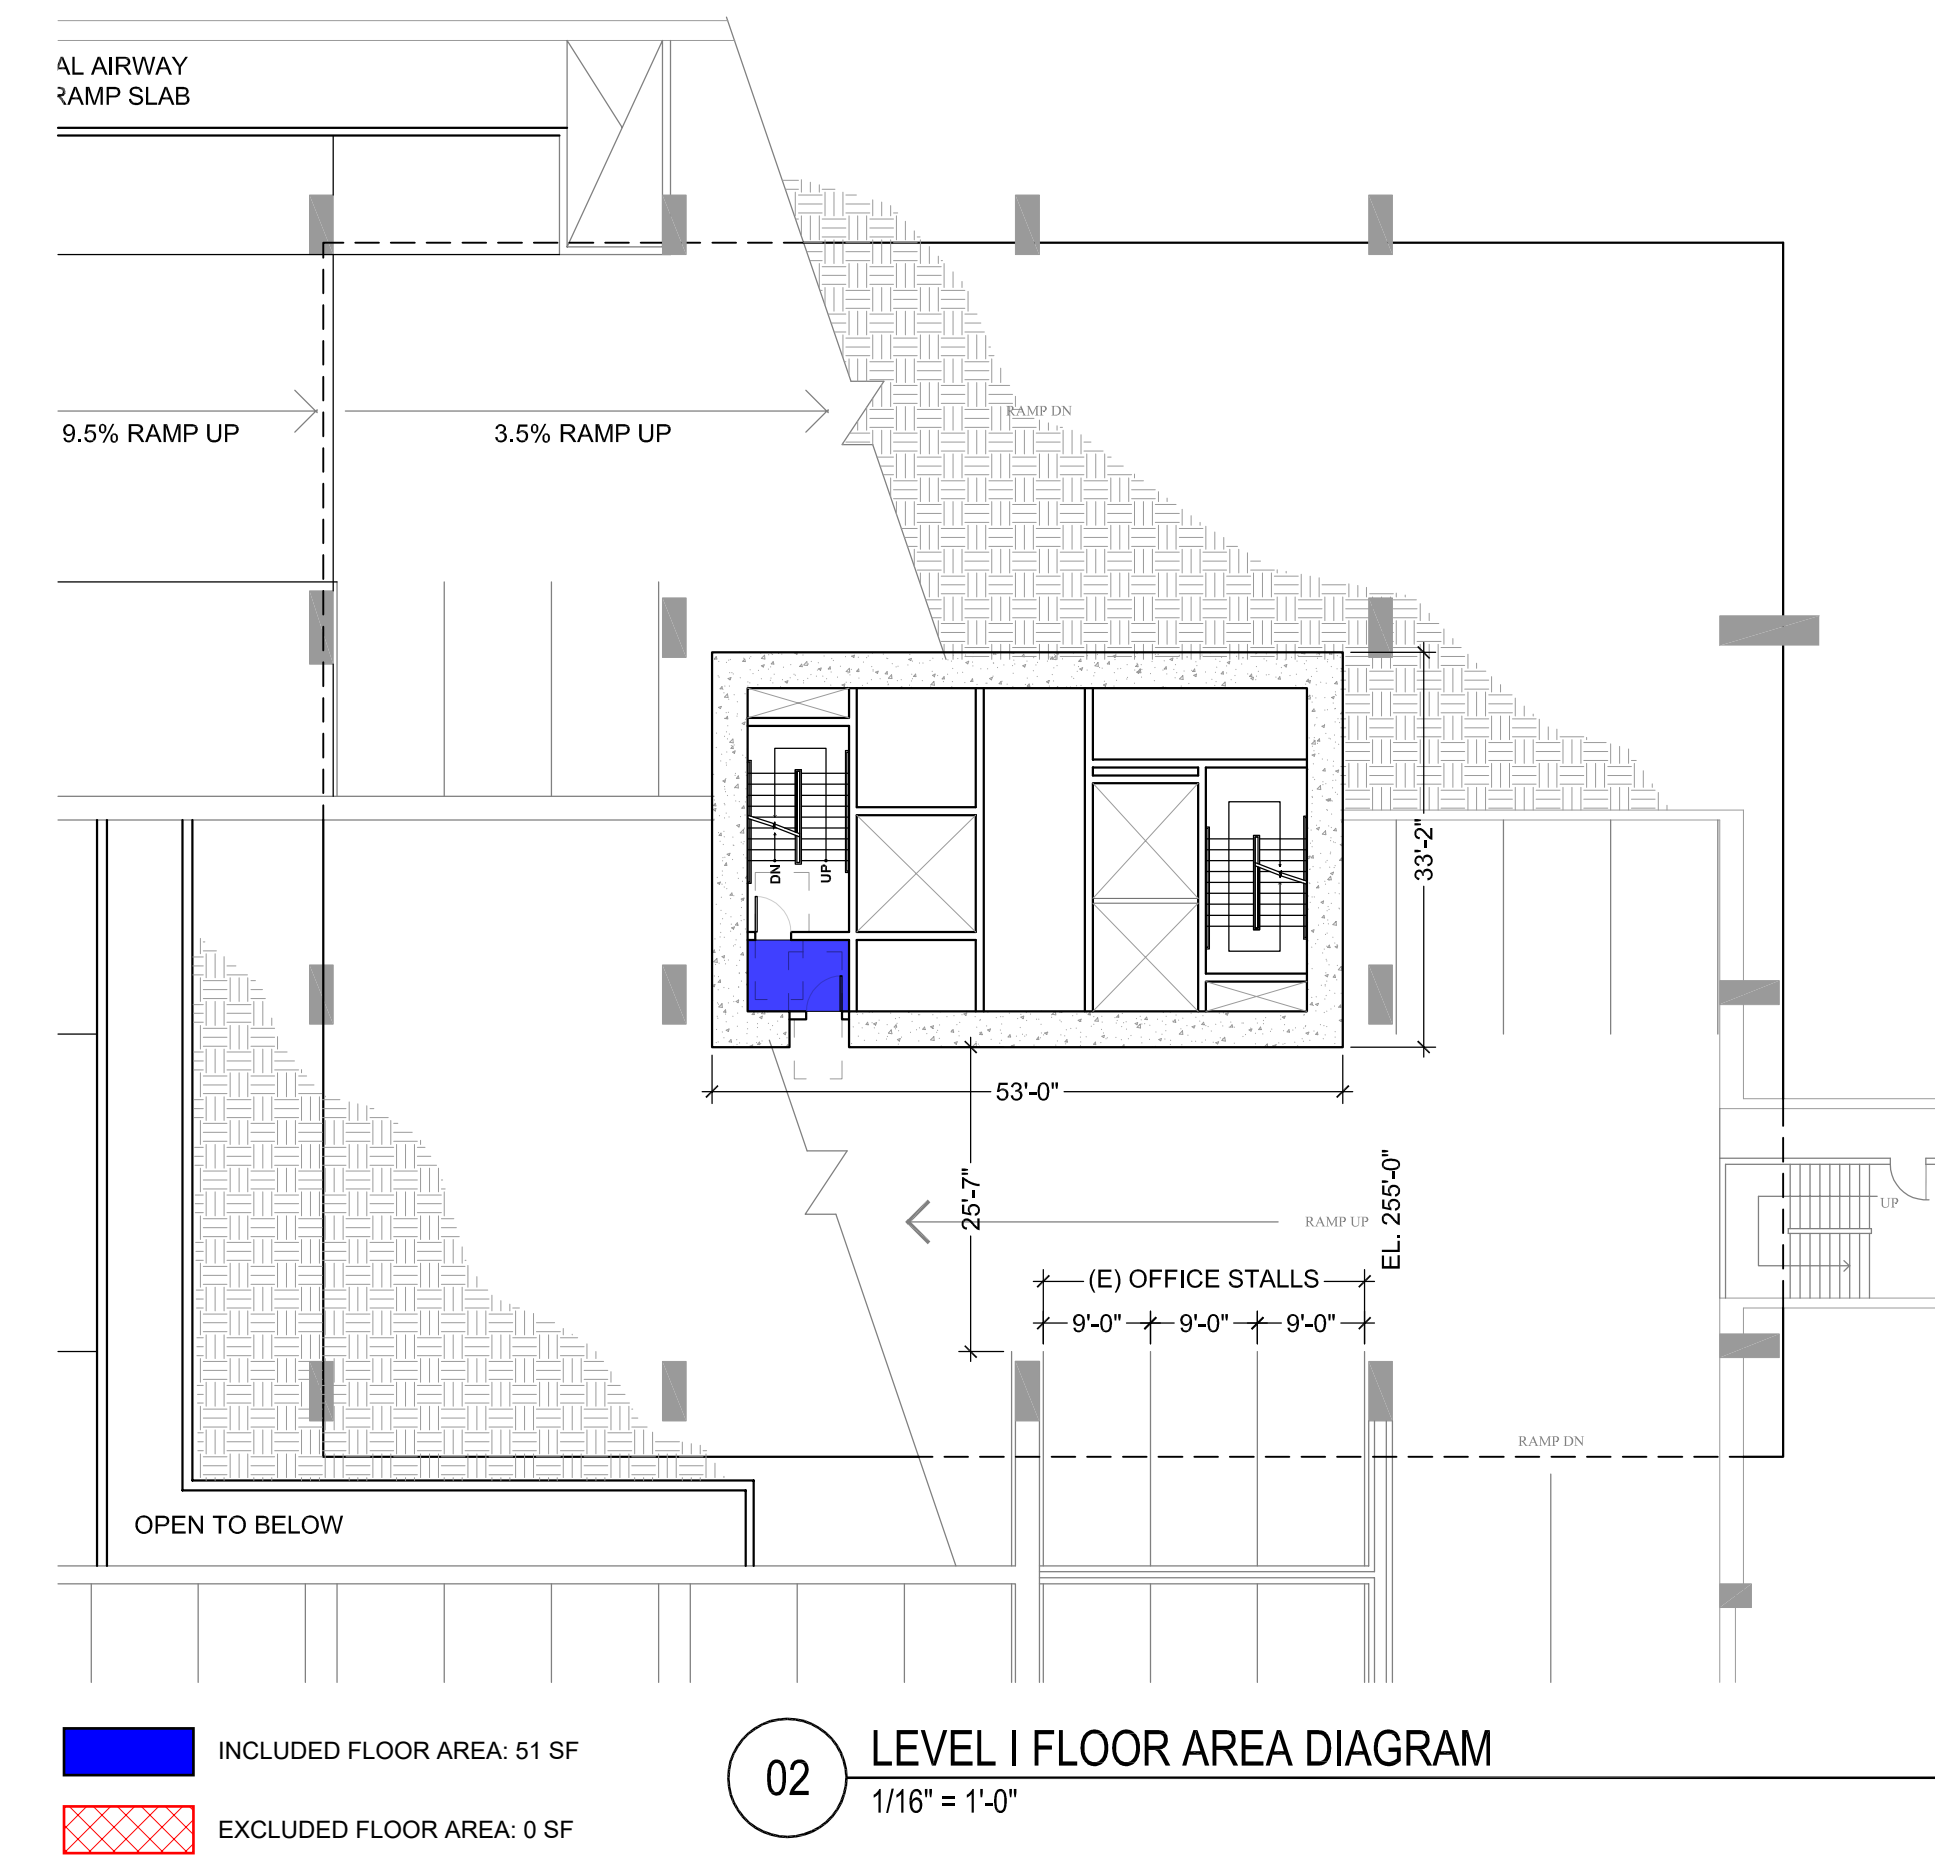 AL AIRWAY
RAMP SLAB
9.5% RAMP UP
3.5% RAMP UP
RAMP DN
DN
UP
33'-2"
53'-0"
25'-7"
EL. 255'-0"
RAMP UP
UP
(E) OFFICE STALLS
9'-0"
9'-0"
9'-0"
RAMP DN
OPEN TO BELOW
INCLUDED FLOOR AREA: 51 SF
EXCLUDED FLOOR AREA: 0 SF
02
LEVEL I FLOOR AREA DIAGRAM
1/16" = 1'-0"